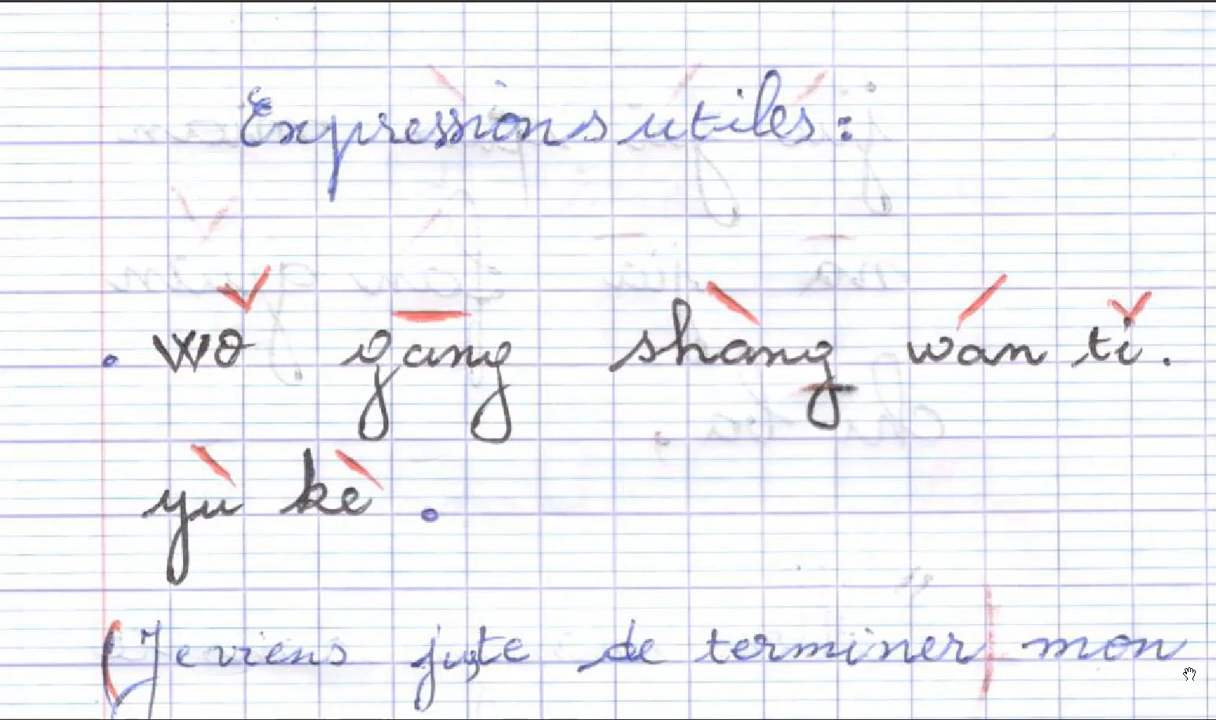 Expressions utiles :
. wǒ gāng shàng wán tǐ.
yù kè .
(Je viens juste de terminer) mon